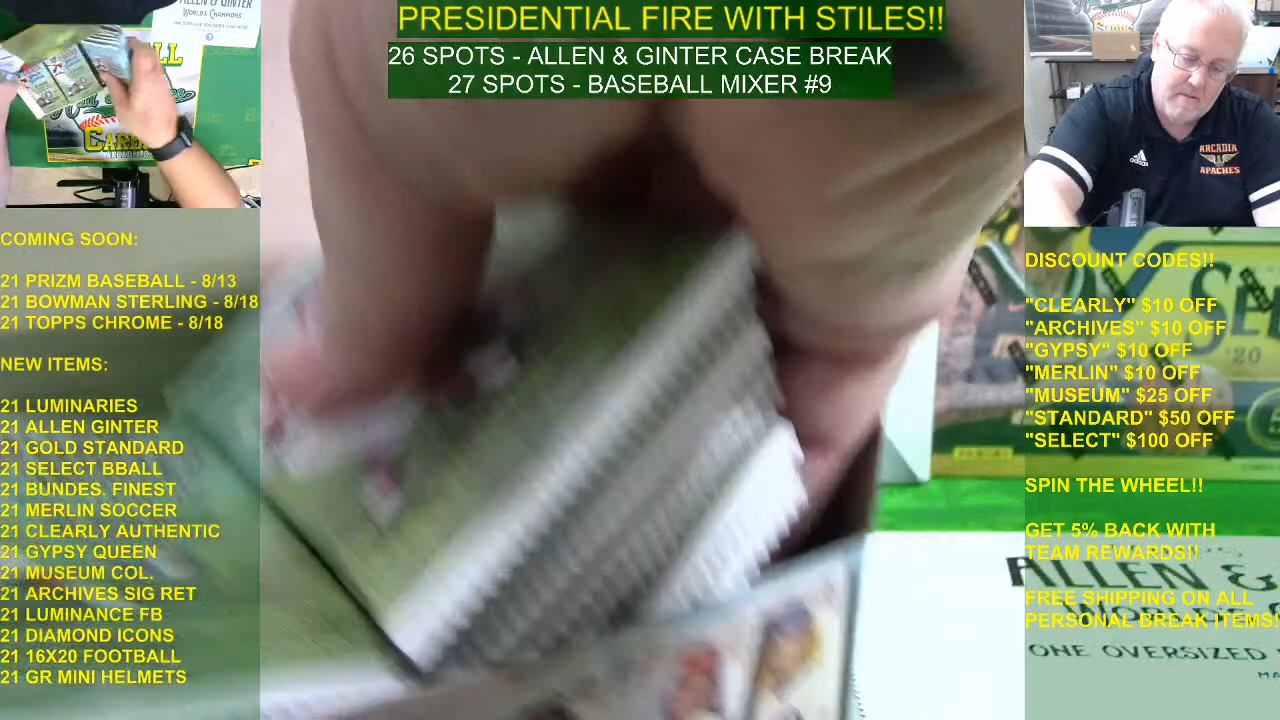 PRESIDENTIAL FIRE WITH STILES!!
26 SPOTS - ALLEN & GINTER CASE BREAK
27 SPOTS - BASEBALL MIXER #9
WORLD'S CHAMPIONS
ARCADIA
APACHES
adidas
COMING SOON:
21 PRIZM BASEBALL - 8/13
21 BOWMAN STERLING - 8/18
21 TOPPS CHROME - 8/18
NEW ITEMS:
21 LUMINARIES
21 ALLEN GINTER
21 GOLD STANDARD
21 SELECT BBALL
21 BUNDES. FINEST
21 MERLIN SOCCER
21 CLEARLY AUTHENTIC
21 GYPSY QUEEN
21 MUSEUM COL.
21 ARCHIVES SIG RET
21 LUMINANCE FB
21 DIAMOND ICONS
21 16X20 FOOTBALL
21 GR MINI HELMETS
DISCOUNT CODES!!
"CLEARLY" $10 OFF
"ARCHIVES" $10 OFF
"GYPSY" $10 OFF
"MERLIN" $10 OFF
"MUSEUM" $25 OFF
"STANDARD" $50 OFF
"SELECT" $100 OFF
SPIN THE WHEEL!!
GET 5% BACK WITH
TEAM REWARDS!!
FREE SHIPPING ON ALL
PERSONAL BREAK ITEMS!
'20
PANINI
ALLEN &
ONE OVERSIZED